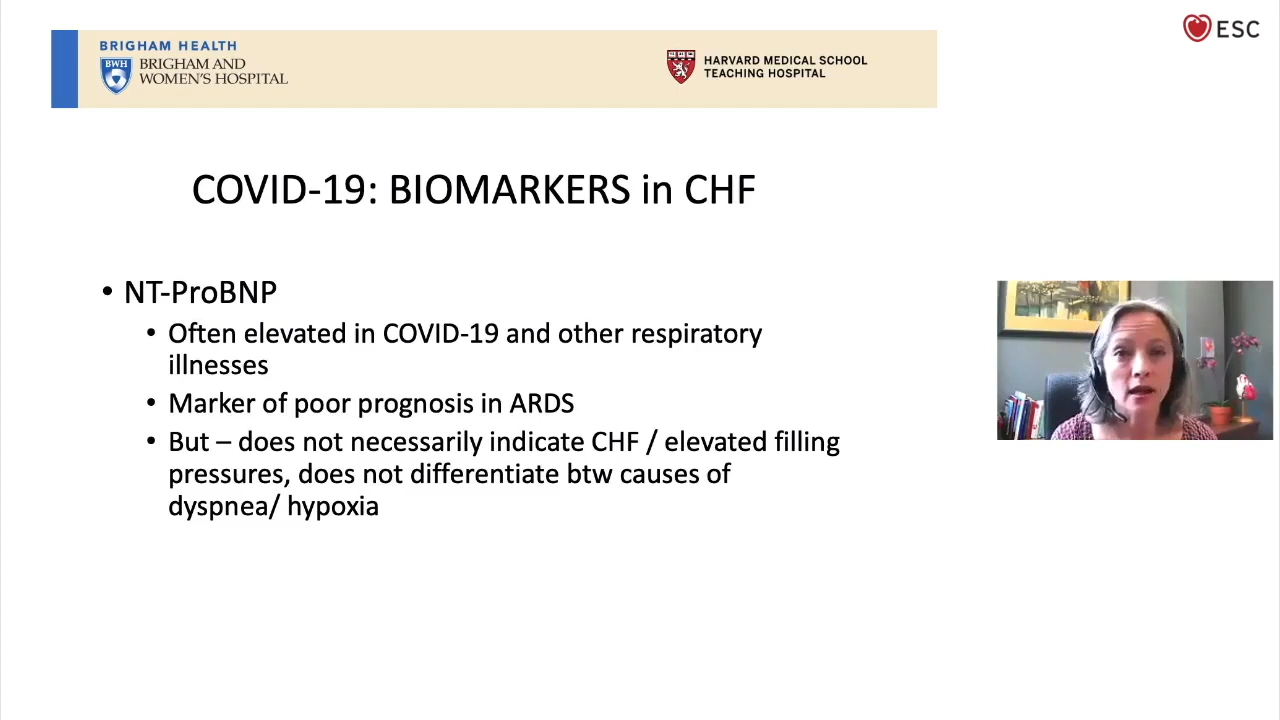 ESC
BRIGHAM HEALTH
BWH
BRIGHAM AND
WOMEN'S HOSPITAL
HARVARD MEDICAL SCHOOL
TEACHING HOSPITAL
COVID-19: BIOMARKERS in CHF
• NT-ProBNP
• Often elevated in COVID-19 and other respiratory
illnesses
• Marker of poor prognosis in ARDS
• But – does not necessarily indicate CHF / elevated filling
pressures, does not differentiate btw causes of
dyspnea/ hypoxia